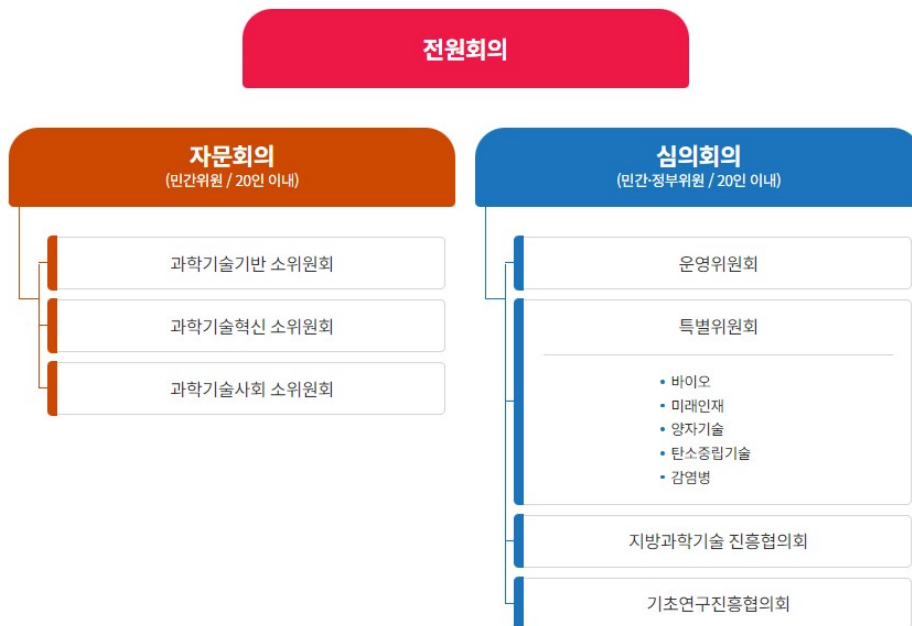 전원회의
자문회의
(민간위원 / 20인 이내)
과학기술기반 소위원회
과학기술혁신 소위원회
과학기술사회 소위원회
심의회의
(민간·정부위원 / 20인 이내)
운영위원회
특별위원회
• 바이오
• 미래인재
• 양자기술
• 탄소중립기술
• 감염병
지방과학기술 진흥협의회
기초연구진흥협의회